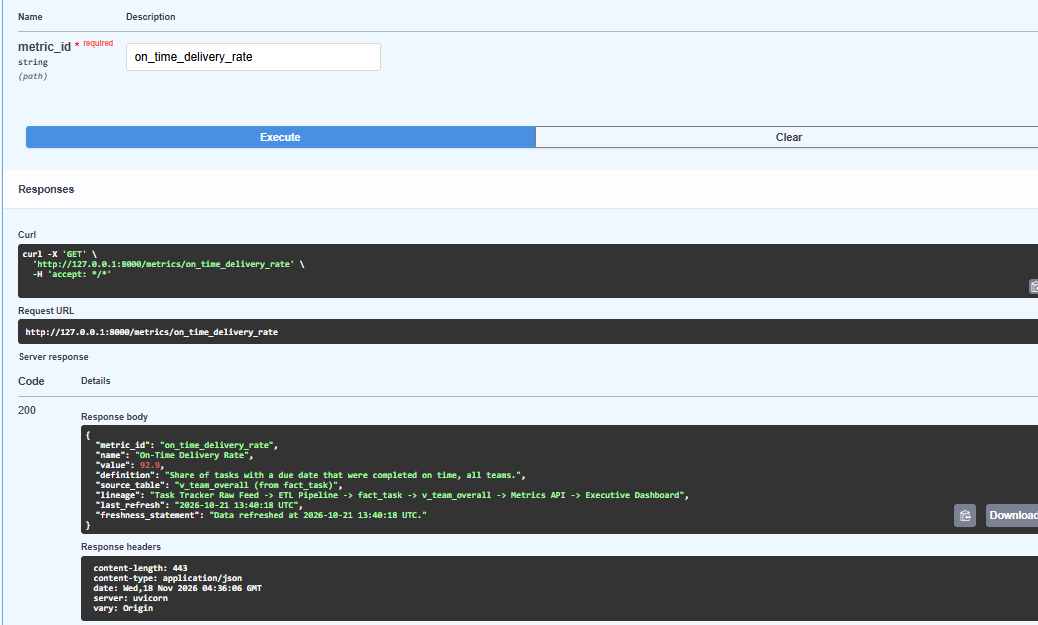 Name Description
metric_id * required
string
(path)
on_time_delivery_rate
Execute Clear
Responses
Curl
curl -X 'GET' \
'http://127.0.0.1:8000/metrics/on_time_delivery_rate' \
-H 'accept: */*'
Request URL
http://127.0.0.1:8000/metrics/on_time_delivery_rate
Server response
Code Details
200
Response body
{
"metric_id": "on_time_delivery_rate",
"name": "On-Time Delivery Rate",
"value": 92.9,
"definition": "Share of tasks with a due date that were completed on time, all teams.",
"source_table": "v_team_overall (from fact_task)",
"lineage": "Task Tracker Raw Feed -> ETL Pipeline -> fact_task -> v_team_overall -> Metrics API -> Executive Dashboard",
"last_refresh": "2026-10-21 13:40:18 UTC",
"freshness_statement": "Data refreshed at 2026-10-21 13:40:18 UTC."
}
Download
Response headers
content-length: 443
content-type: application/json
date: Wed,18 Nov 2026 04:36:06 GMT
server: uvicorn
vary: Origin